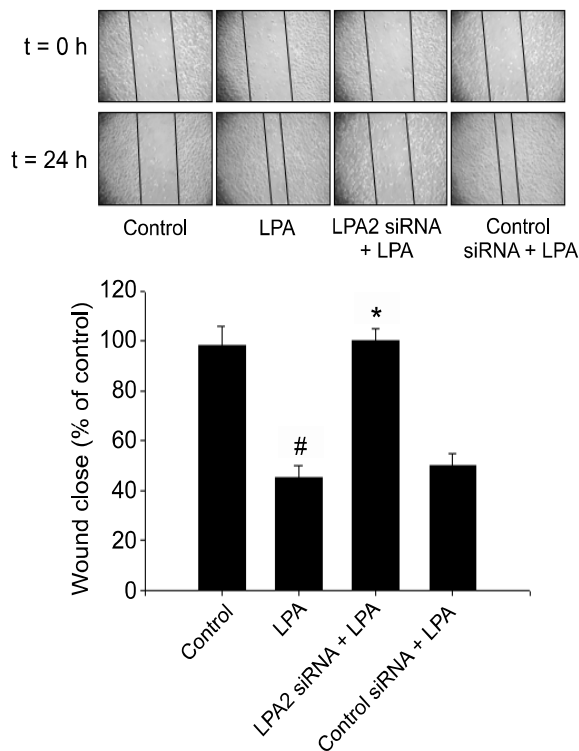 t = 0 h
t = 24 h
Control
LPA
LPA2 siRNA
+ LPA
Control
siRNA + LPA
Wound close (% of control)
120
100
80
60
40
20
0
#
*
Control
LPA
LPA2 siRNA + LPA
Control siRNA + LPA